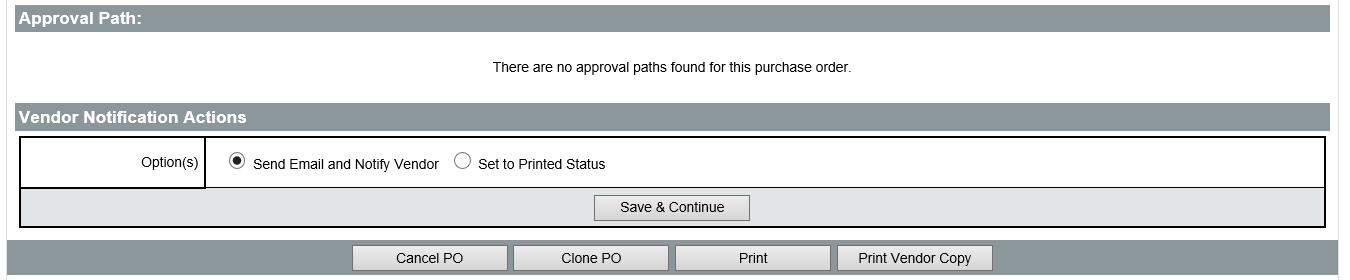 Approval Path:
There are no approval paths found for this purchase order.
Vendor Notification Actions
Option(s) Send Email and Notify Vendor Set to Printed Status
Save & Continue
Cancel PO Clone PO Print Print Vendor Copy